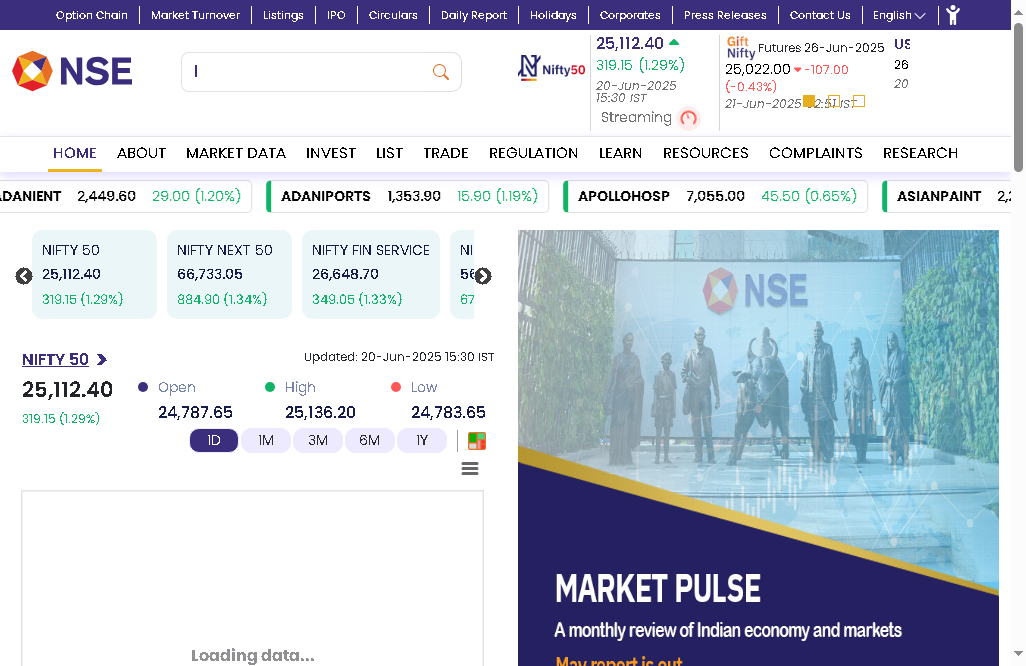 Option Chain
Market Turnover
Listings
IPO
Circulars
Daily Report
Holidays
Corporates
Press Releases
Contact Us
English
NSE
l
Nifty50
25,112.40
319.15 (1.29%)
20-Jun-2025
15:30 IST
Streaming
Gift
Nifty
Futures 26-Jun-2025
25,022.00 -107.00
(-0.43%)
21-Jun-2025 02:51 IST
US
26
20
HOME
ABOUT
MARKET DATA
INVEST
LIST
TRADE
REGULATION
LEARN
RESOURCES
COMPLAINTS
RESEARCH
DANIENT 2,449.60 29.00 (1.20%)
ADANIPORTS 1,353.90 15.90 (1.19%)
APOLLOHOSP 7,055.00 45.50 (0.65%)
ASIANPAINT 2,2
NIFTY 50
25,112.40
319.15 (1.29%)
NIFTY NEXT 50
66,733.05
884.90 (1.34%)
NIFTY FIN SERVICE
26,648.70
349.05 (1.33%)
NI
56
67
NIFTY 50
Updated: 20-Jun-2025 15:30 IST
25,112.40
319.15 (1.29%)
Open
24,787.65
High
25,136.20
Low
24,783.65
1D
1M
3M
6M
1Y
Loading data...
NSE
MARKET PULSE
A monthly review of Indian economy and markets
May report is out